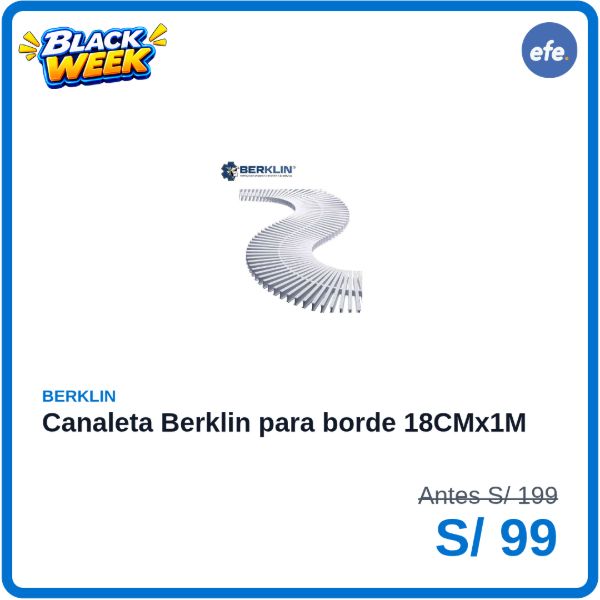 BLACK
WEEK
efe.
BERKLIN®
BERKLIN
Canaleta Berklin para borde 18CMx1M
Antes S/ 199
S/ 99